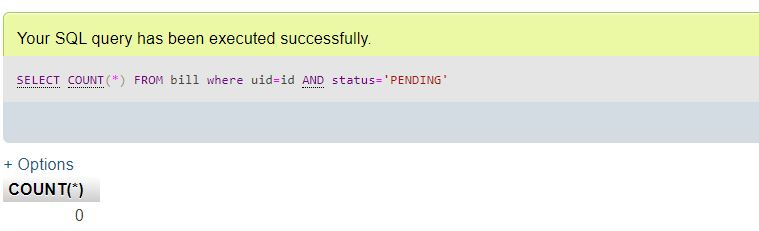 Your SQL query has been executed successfully.
SELECT COUNT(*) FROM bill where uid=id AND status='PENDING'
+ Options
COUNT(*)
0